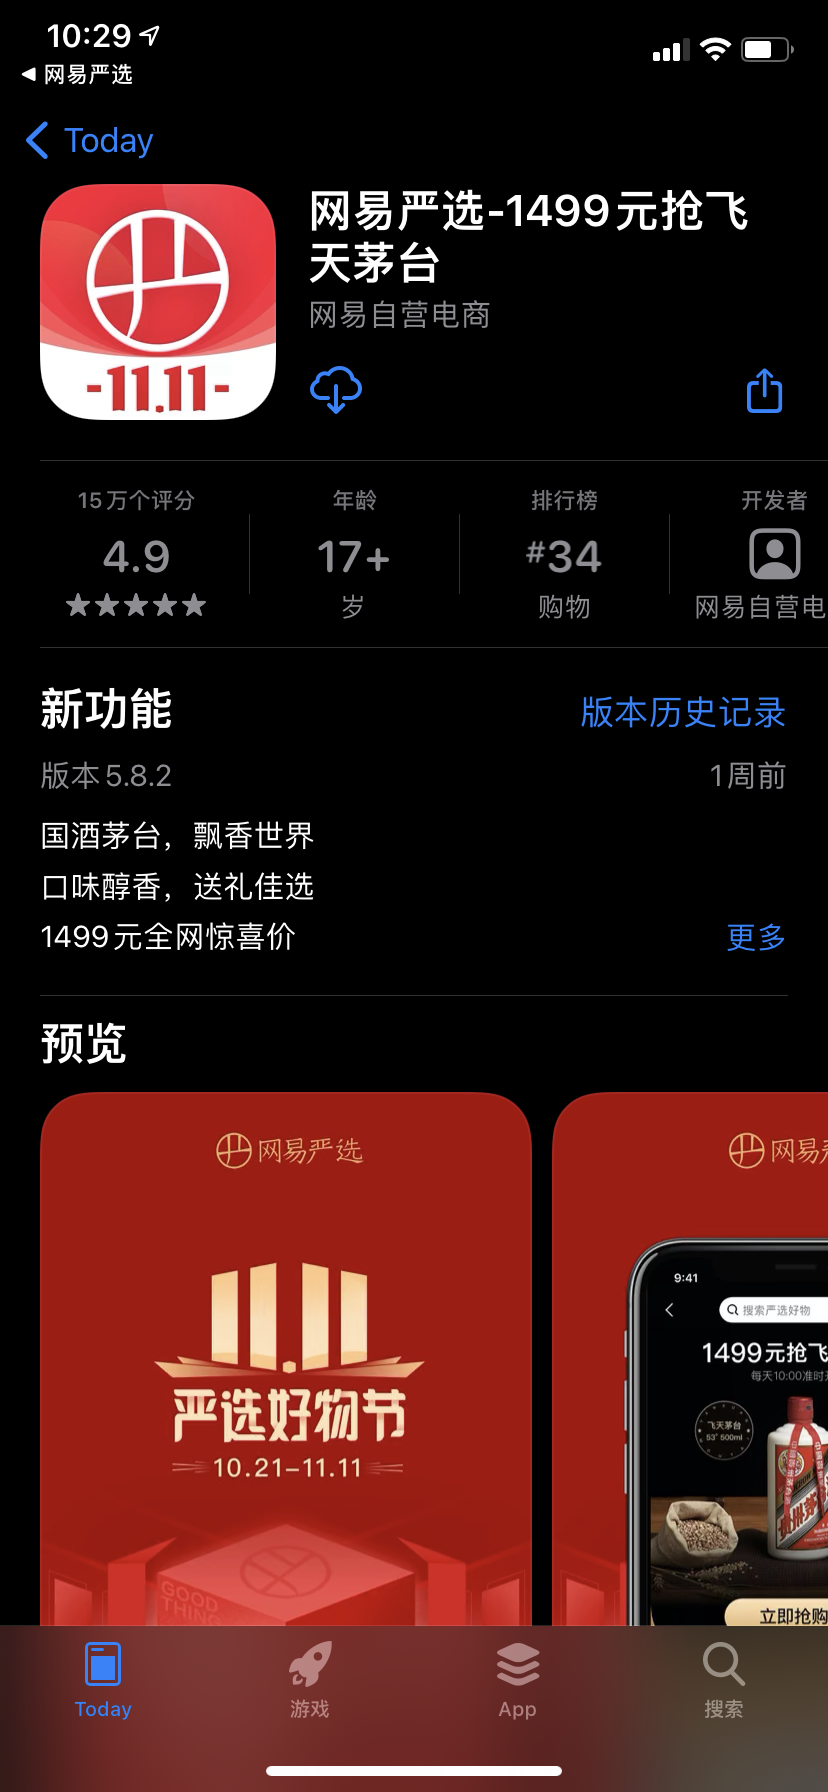 10:29
网易严选
Today
网易严选-1499元抢飞
天茅台
网易自营电商
-11.11-
15万个评分
年龄
排行榜
开发者
4.9
17+
#34
岁
购物
网易自营电
新功能
版本历史记录
版本5.8.2
1周前
国酒茅台，飘香世界
口味醇香，送礼佳选
1499元全网惊喜价
更多
预览
网易严选
网易
11.11
严选好物节
10.21-11.11
GOOD
THING
9:41
搜索严选好物
1499元抢飞
每天10:00准时
飞天茅台
53° 500ml
贵州茅
立即抢购
Today
游戏
App
搜索